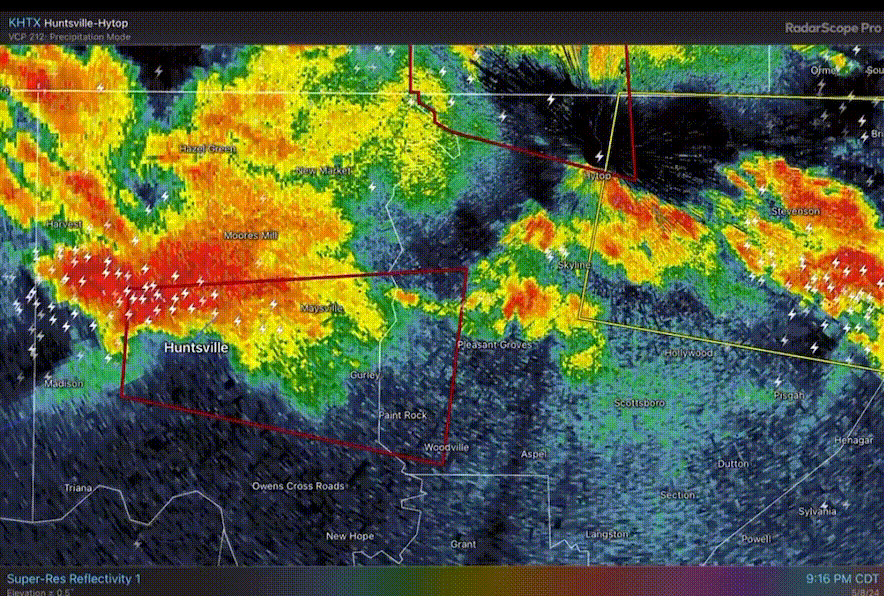 KHTX Huntsville-Hytop
RadarScope Pro
VCP 212: Precipitation Mode
Orme
Sou
Hazel Green
New Market
Hytop
Harvest
Moores Mill
Stevenson
Skyline
Maysville
Huntsville
Pleasant Groves
Hollywood
Madison
Gurley
Pisgah
Scottsboro
Paint Rock
Henagar
Woodville
Aspel
Dutton
Triana
Owens Cross Roads
Section
Sylvania
New Hope
Grant
Langston
Powell
Super-Res Reflectivity 1
9:16 PM CDT
Elevation ≥ 0.5°
5/8/24